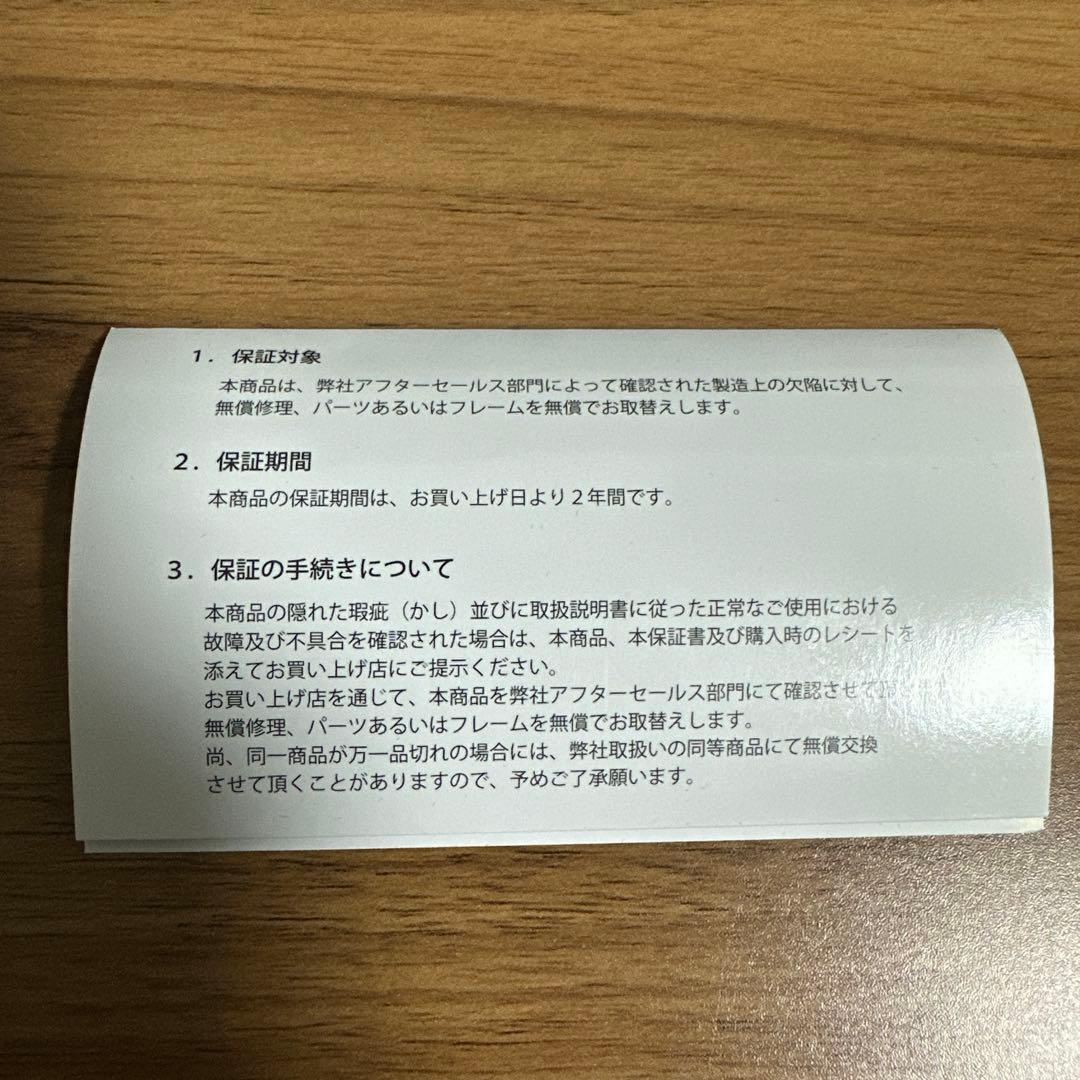 1. 保証対象
本商品は、弊社アフターセールス部門によって確認された製造上の欠陥に対して、
無償修理、パーツあるいはフレームを無償でお取替えします。
2. 保証期間
本商品の保証期間は、お買い上げ日より２年間です。
3. 保証の手続きについて
本商品の隠れた瑕疵（かし）並びに取扱説明書に従った正常なご使用における
故障及び不具合を確認された場合は、本商品、本保証書及び購入時のレシートを
添えてお買い上げ店にご提示ください。
お買い上げ店を通じて、本商品を弊社アフターセールス部門にて確認させて
無償修理、パーツあるいはフレームを無償でお取替えします。
尚、同一商品が万一品切れの場合には、弊社取扱いの同等商品にて無償交換
させて頂くことがありますので、予めご了承願います。